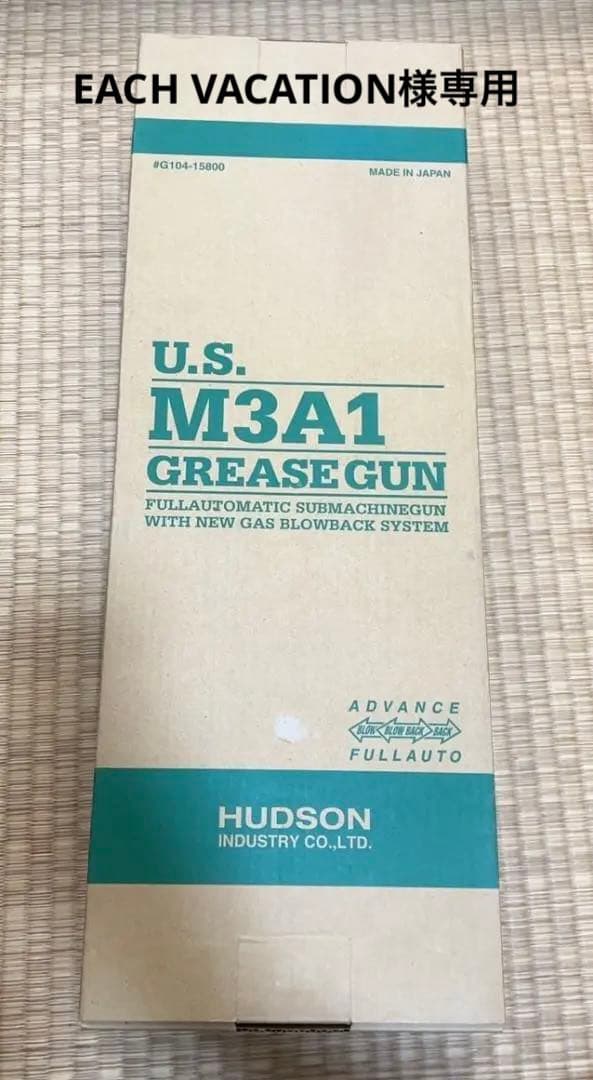 EACH VACATION様専用
#G104-15800
MADE IN JAPAN
U.S.
M3A1
GREASE GUN
FULLAUTOMATIC SUBMACHINEGUN
WITH NEW GAS BLOWBACK SYSTEM
ADVANCE
BLOW BLOW BACK BACK
FULLAUTO
HUDSON
INDUSTRY CO.,LTD.